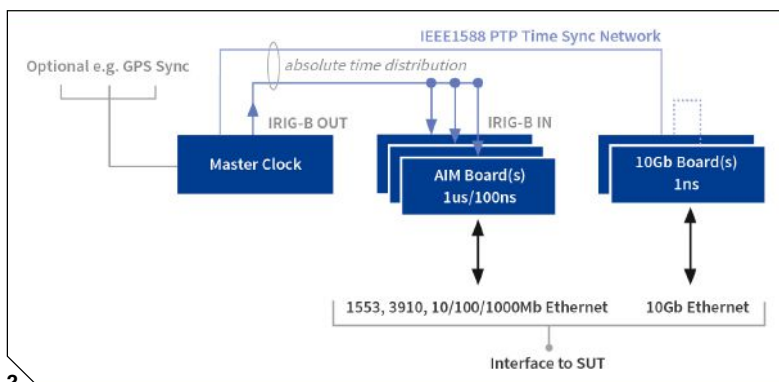 IEEE1588 PTP Time Sync Network
Optional e.g. GPS Sync
absolute time distribution
IRIG-B OUT
IRIG-B IN
Master Clock
AIM Board(s)
1us/100ns
10Gb Board(s)
1ns
1553, 3910, 10/100/1000Mb Ethernet
10Gb Ethernet
Interface to SUT
2